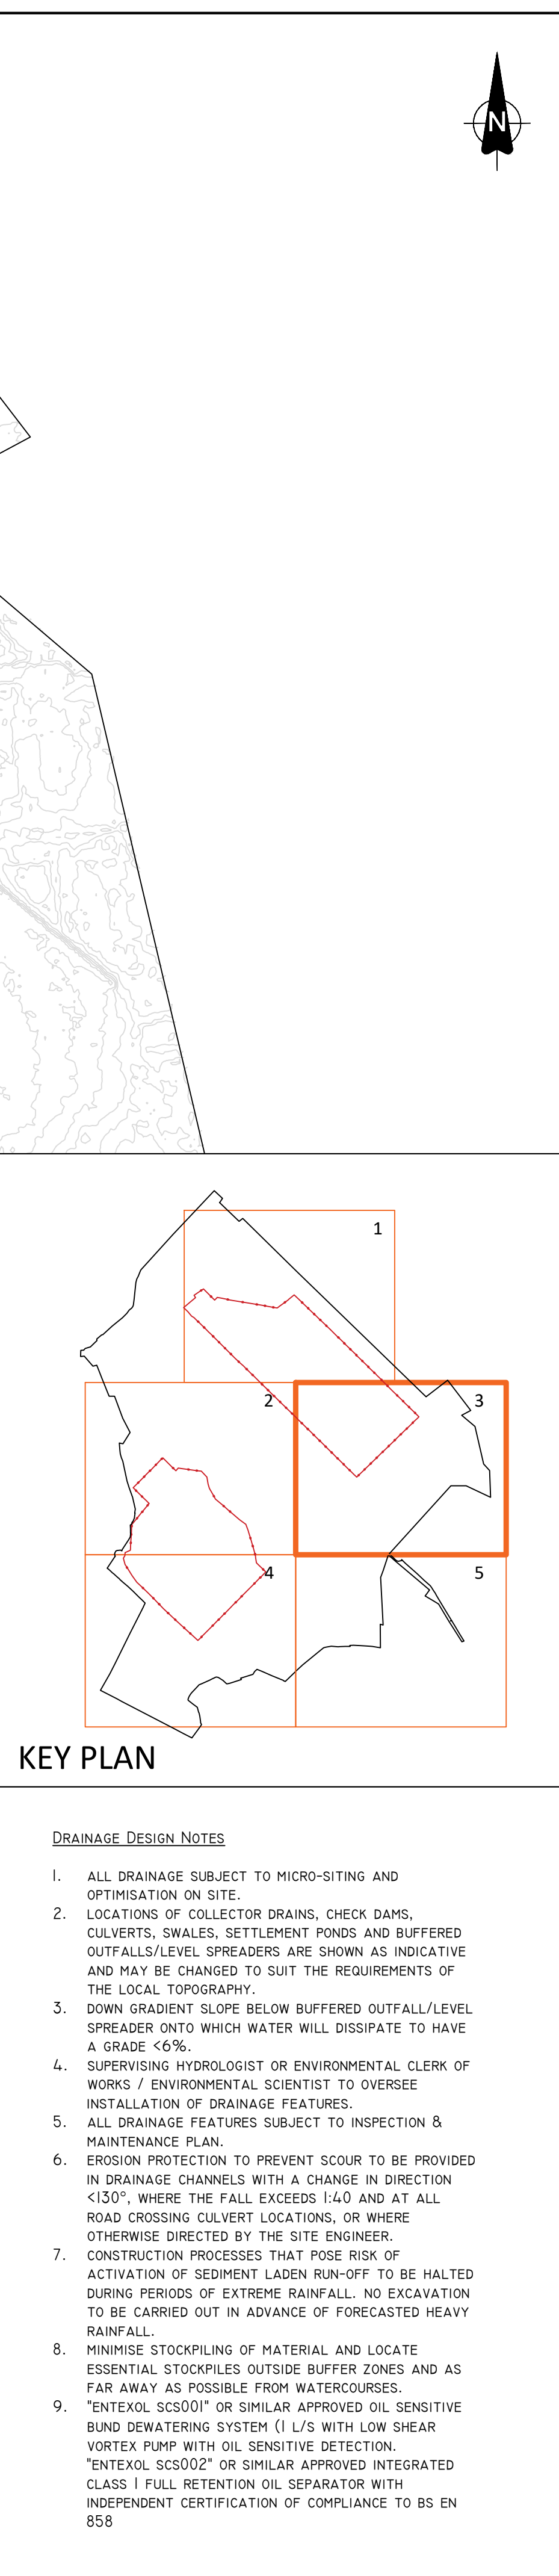 N
1
2
3
4
5
KEY PLAN
DRAINAGE DESIGN NOTES
1. ALL DRAINAGE SUBJECT TO MICRO-SITING AND
OPTIMISATION ON SITE.
2. LOCATIONS OF COLLECTOR DRAINS, CHECK DAMS,
CULVERTS, SWALES, SETTLEMENT PONDS AND BUFFERED
OUTFALLS/LEVEL SPREADERS ARE SHOWN AS INDICATIVE
AND MAY BE CHANGED TO SUIT THE REQUIREMENTS OF
THE LOCAL TOPOGRAPHY.
3. DOWN GRADIENT SLOPE BELOW BUFFERED OUTFALL/LEVEL
SPREADER ONTO WHICH WATER WILL DISSIPATE TO HAVE
A GRADE <6%.
4. SUPERVISING HYDROLOGIST OR ENVIRONMENTAL CLERK OF
WORKS / ENVIRONMENTAL SCIENTIST TO OVERSEE
INSTALLATION OF DRAINAGE FEATURES.
5. ALL DRAINAGE FEATURES SUBJECT TO INSPECTION &
MAINTENANCE PLAN.
6. EROSION PROTECTION TO PREVENT SCOUR TO BE PROVIDED
IN DRAINAGE CHANNELS WITH A CHANGE IN DIRECTION
<130°, WHERE THE FALL EXCEEDS 1:40 AND AT ALL
ROAD CROSSING CULVERT LOCATIONS, OR WHERE
OTHERWISE DIRECTED BY THE SITE ENGINEER.
7. CONSTRUCTION PROCESSES THAT POSE RISK OF
ACTIVATION OF SEDIMENT LADEN RUN-OFF TO BE HALTED
DURING PERIODS OF EXTREME RAINFALL. NO EXCAVATION
TO BE CARRIED OUT IN ADVANCE OF FORECASTED HEAVY
RAINFALL.
8. MINIMISE STOCKPILING OF MATERIAL AND LOCATE
ESSENTIAL STOCKPILES OUTSIDE BUFFER ZONES AND AS
FAR AWAY AS POSSIBLE FROM WATERCOURSES.
9. "ENTEXOL SCS001" OR SIMILAR APPROVED OIL SENSITIVE
BUND DEWATERING SYSTEM (1 L/S WITH LOW SHEAR
VORTEX PUMP WITH OIL SENSITIVE DETECTION.
"ENTEXOL SCS002" OR SIMILAR APPROVED INTEGRATED
CLASS 1 FULL RETENTION OIL SEPARATOR WITH
INDEPENDENT CERTIFICATION OF COMPLIANCE TO BS EN
858